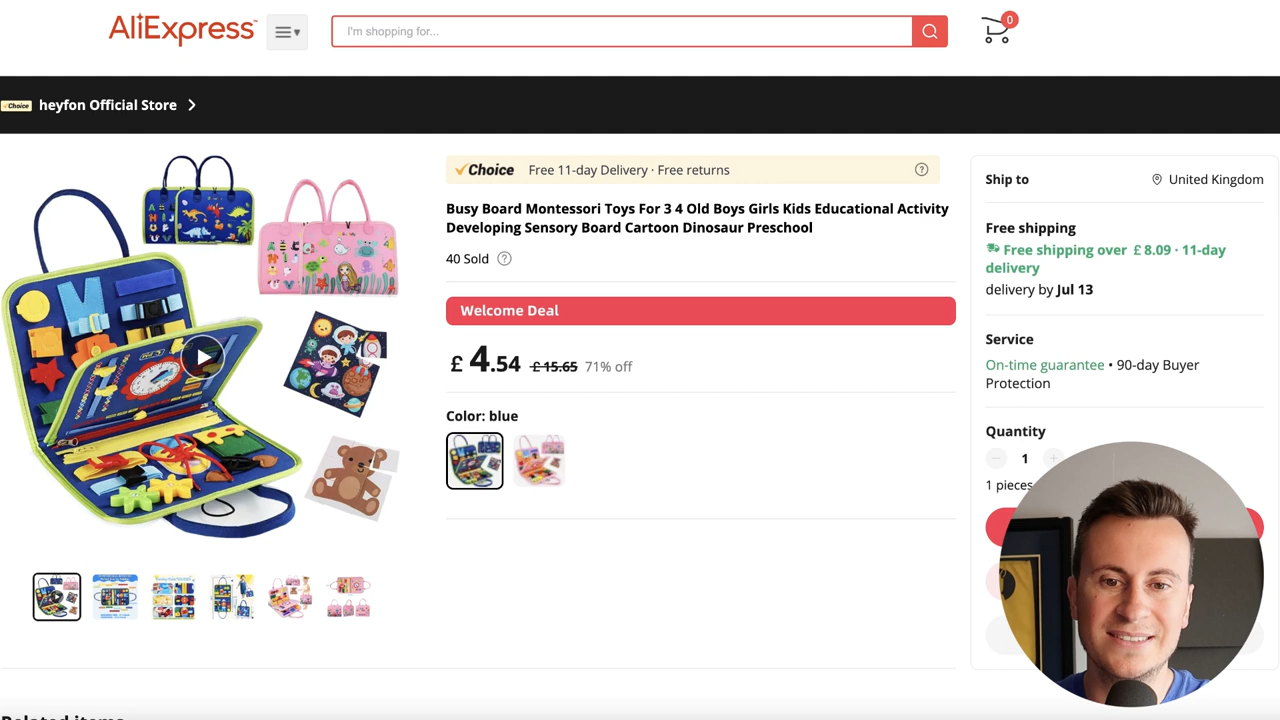 AliExpress
I'm shopping for...
0
Choice heyfon Official Store
Choice Free 11-day Delivery · Free returns
Busy Board Montessori Toys For 3 4 Old Boys Girls Kids Educational Activity
Developing Sensory Board Cartoon Dinosaur Preschool
40 Sold
Welcome Deal
£ 4.54 £ 15.65 71% off
Color: blue
Ship to United Kingdom
Free shipping
Free shipping over £ 8.09 · 11-day
delivery
delivery by Jul 13
Service
On-time guarantee • 90-day Buyer
Protection
Quantity
1
1 pieces
Related items